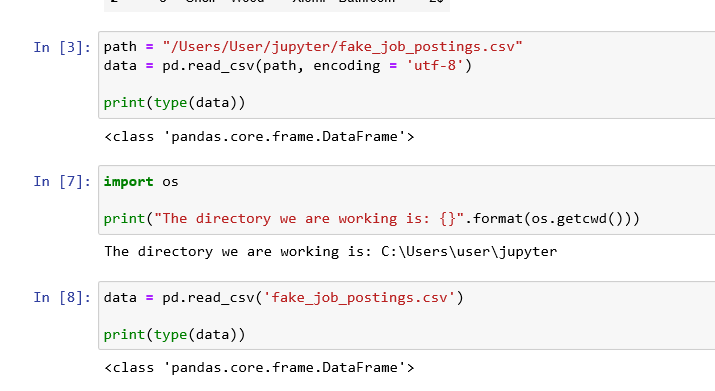 In [3]: path = "/Users/User/jupyter/fake_job_postings.csv"
data = pd.read_csv(path, encoding = 'utf-8')
print(type(data))
<class 'pandas.core.frame.DataFrame'>
In [7]: import os
print("The directory we are working is: {}".format(os.getcwd()))
The directory we are working is: C:\Users\user\jupyter
In [8]: data = pd.read_csv('fake_job_postings.csv')
print(type(data))
<class 'pandas.core.frame.DataFrame'>